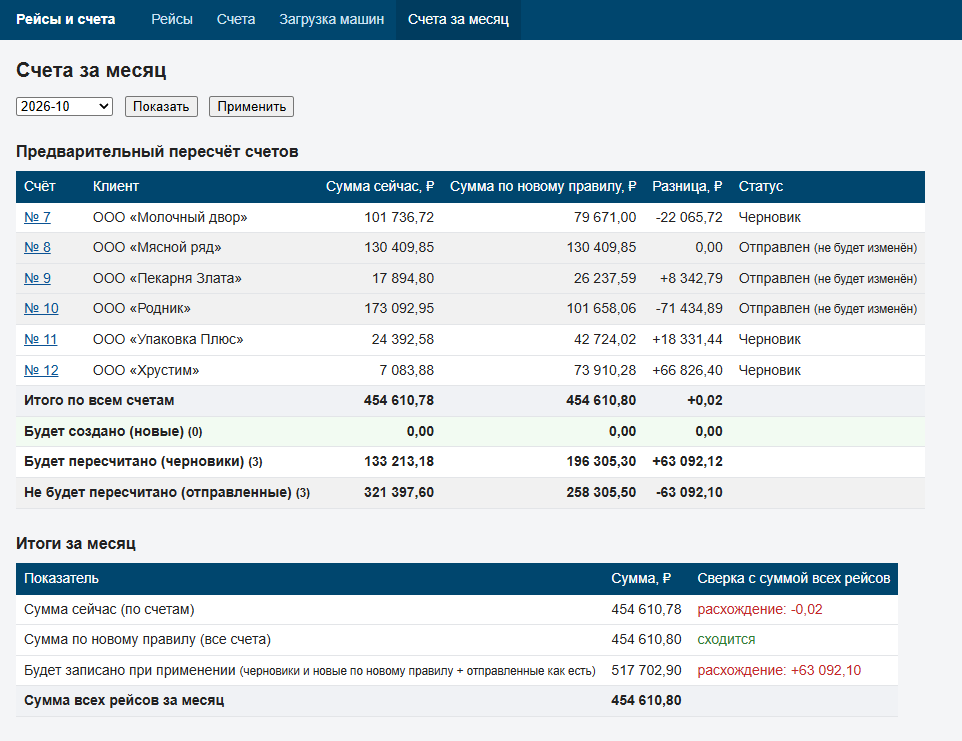 Рейсы и счета Рейсы Счета Загрузка машин Счета за месяц
Счета за месяц
2026-10 Показать Применить
Предварительный пересчёт счетов
Счёт Клиент Сумма сейчас, ₽ Сумма по новому правилу, ₽ Разница, ₽ Статус
№ 7 ООО «Молочный двор» 101 736,72 79 671,00 -22 065,72 Черновик
№ 8 ООО «Мясной ряд» 130 409,85 130 409,85 0,00 Отправлен (не будет изменён)
№ 9 ООО «Пекарня Злата» 17 894,80 26 237,59 +8 342,79 Отправлен (не будет изменён)
№ 10 ООО «Родник» 173 092,95 101 658,06 -71 434,89 Отправлен (не будет изменён)
№ 11 ООО «Упаковка Плюс» 24 392,58 42 724,02 +18 331,44 Черновик
№ 12 ООО «Хрустим» 7 083,88 73 910,28 +66 826,40 Черновик
Итого по всем счетам 454 610,78 454 610,80 +0,02
Будет создано (новые) (0) 0,00 0,00 0,00
Будет пересчитано (черновики) (3) 133 213,18 196 305,30 +63 092,12
Не будет пересчитано (отправленные) (3) 321 397,60 258 305,50 -63 092,10
Итоги за месяц
Показатель Сумма, ₽ Сверка с суммой всех рейсов
Сумма сейчас (по счетам) 454 610,78 расхождение: -0,02
Сумма по новому правилу (все счета) 454 610,80 сходится
Будет записано при применении (черновики и новые по новому правилу + отправленные как есть) 517 702,90 расхождение: +63 092,10
Сумма всех рейсов за месяц 454 610,80